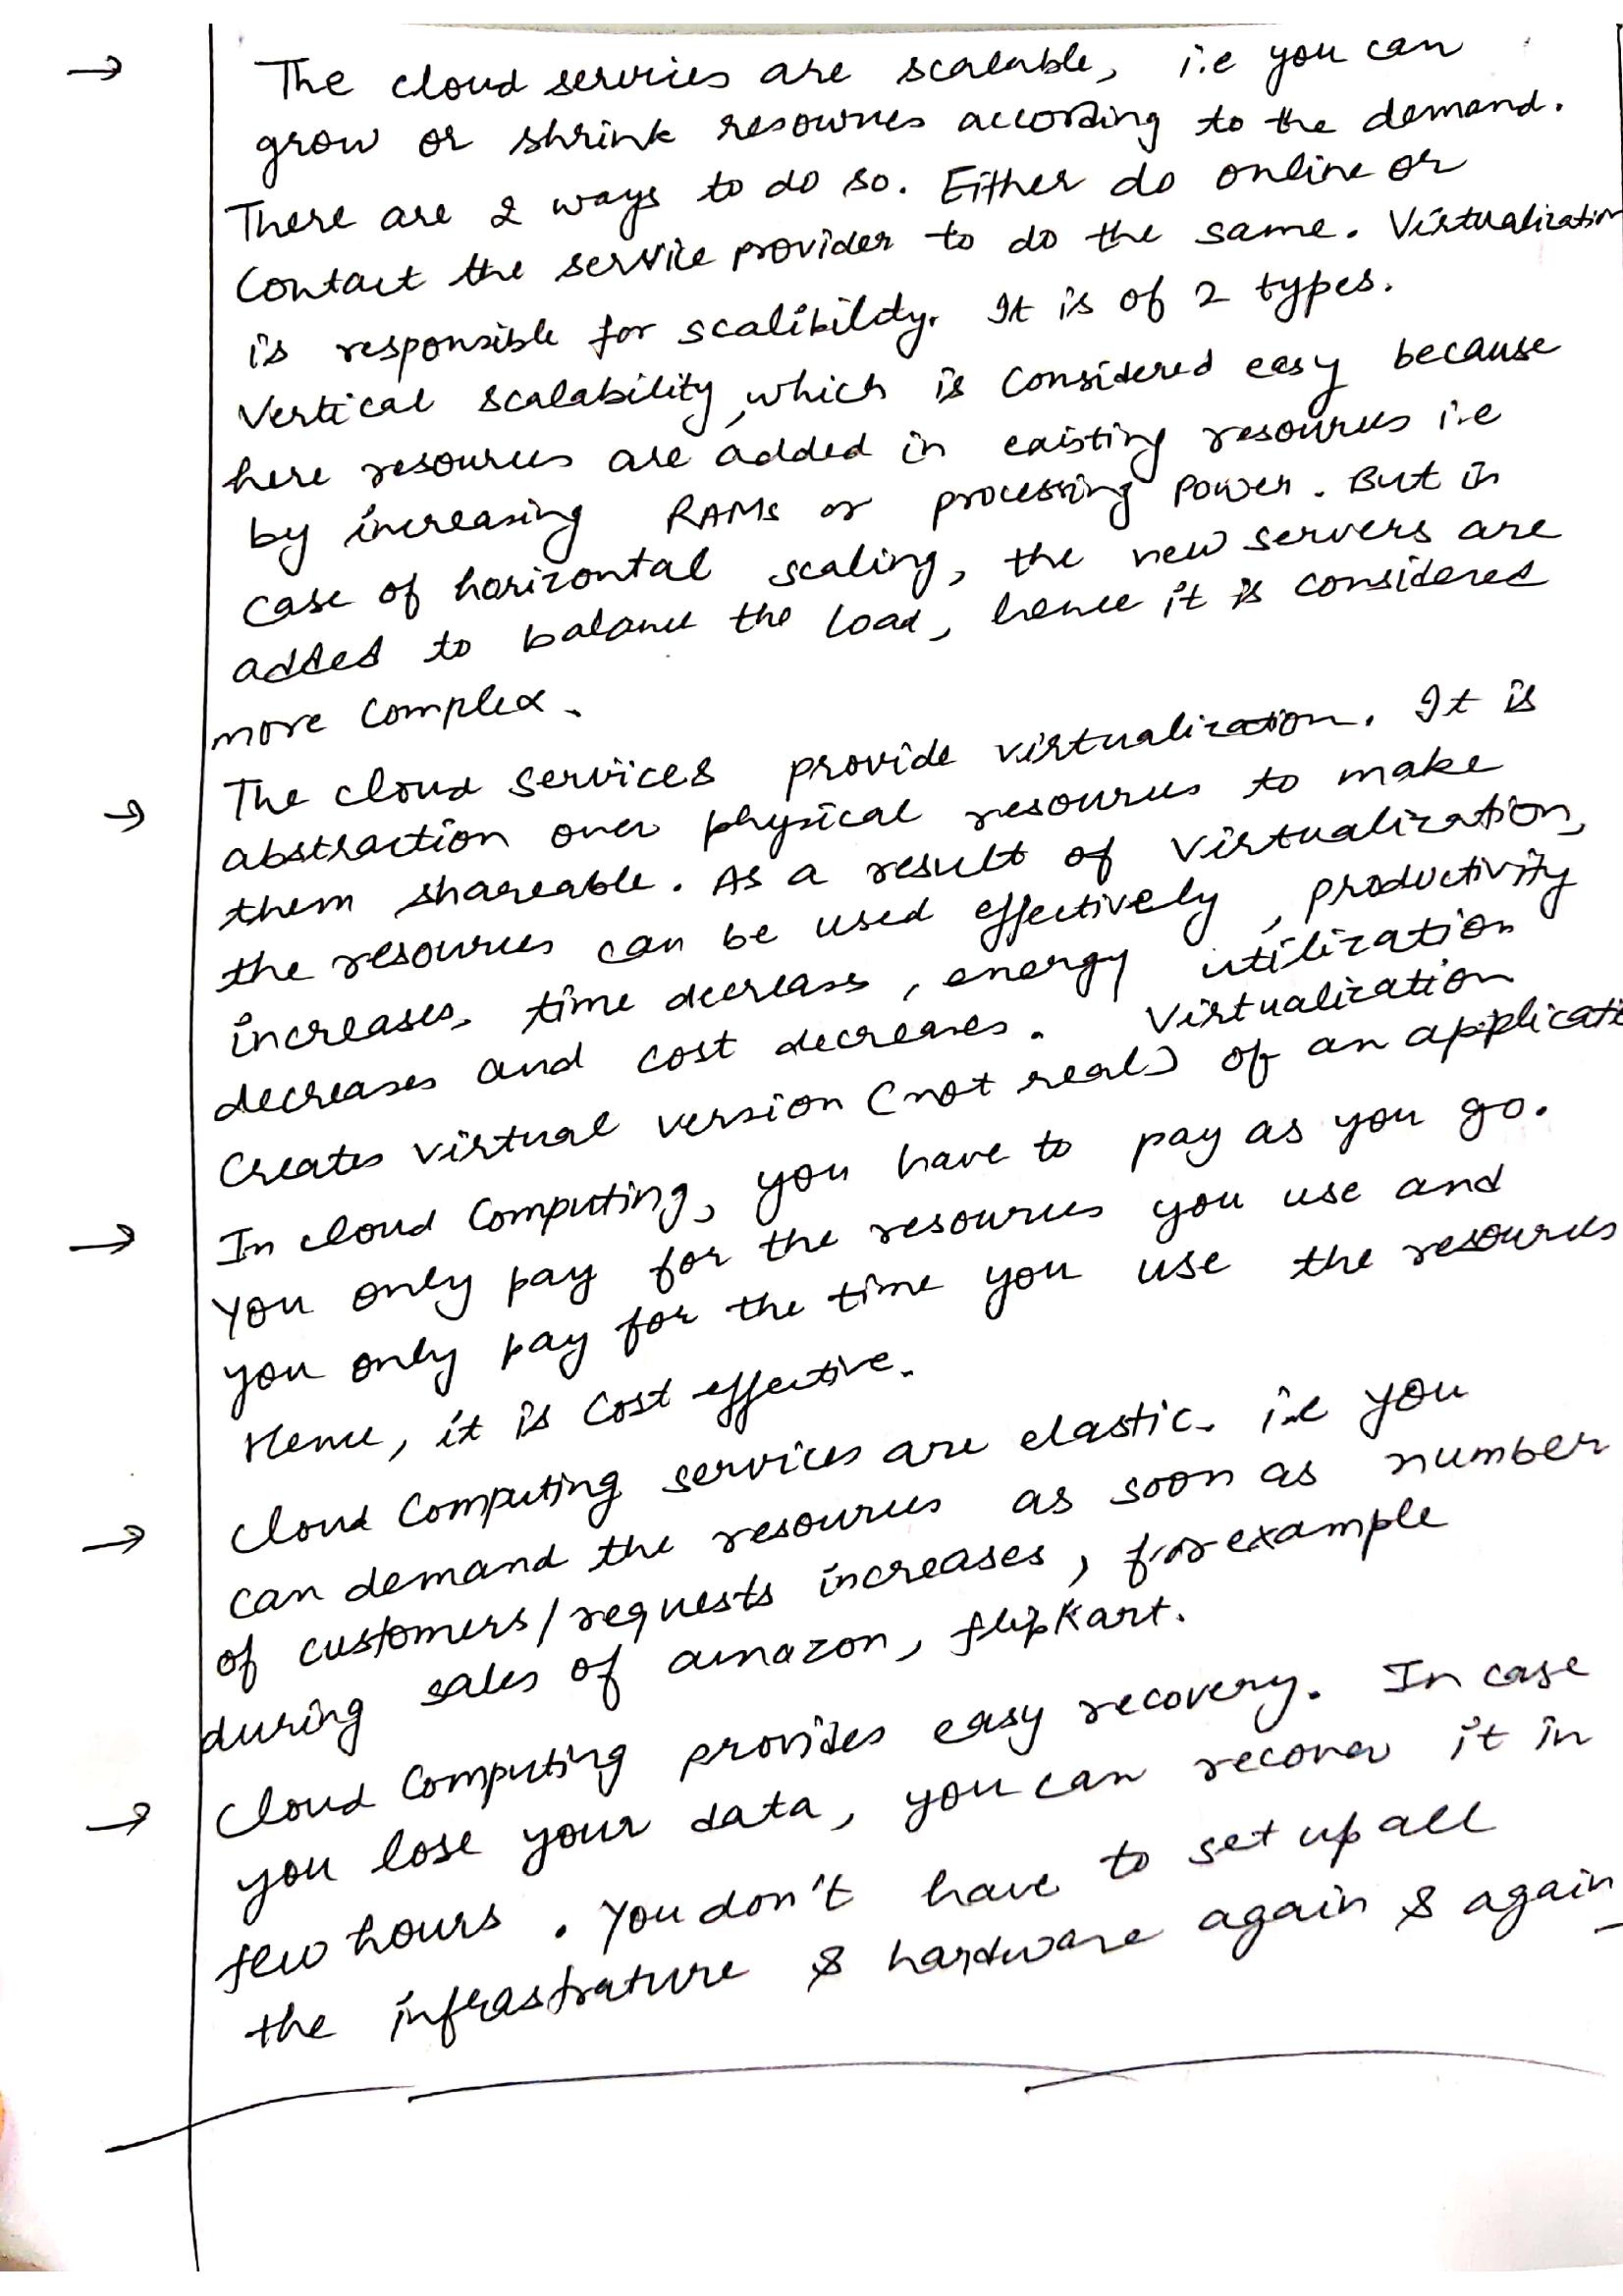 → The cloud services are scalable, i.e you can
grow or shrink resources according to the demand.
There are 2 ways to do so. Either do online or
Contact the service provider to do the same. Virtualization
is responsible for scalibility. It is of 2 types.
Vertical scalability, which is considered easy because
here resources are added in existing resources i.e
by increasing RAMs or processing power. But in
case of horizontal scaling, the new servers are
added to balance the load, hence it is considered
more complex.
→ The cloud services provide virtualization. It is
abstraction over physical resources to make
them shareable. As a result of virtualization,
the resources can be used effectively, productivity
increases, time decreases, energy utilization
decreases and cost decreases. Virtualization
Creates virtual version (not real) of an applicatio
→ In cloud Computing, you have to pay as you go.
You only pay for the resources you use and
you only pay for the time you use the resources
Hence, it is Cost effective.
→ Cloud Computing services are elastic. i.e you
can demand the resources as soon as number
of customers/requests increases, for example
during sales of amazon, flipkart.
→ Cloud Computing provides easy recovery. In case
you lose your data, you can recover it in
few hours. You don't have to set up all
the infrastrature & hardware again & again